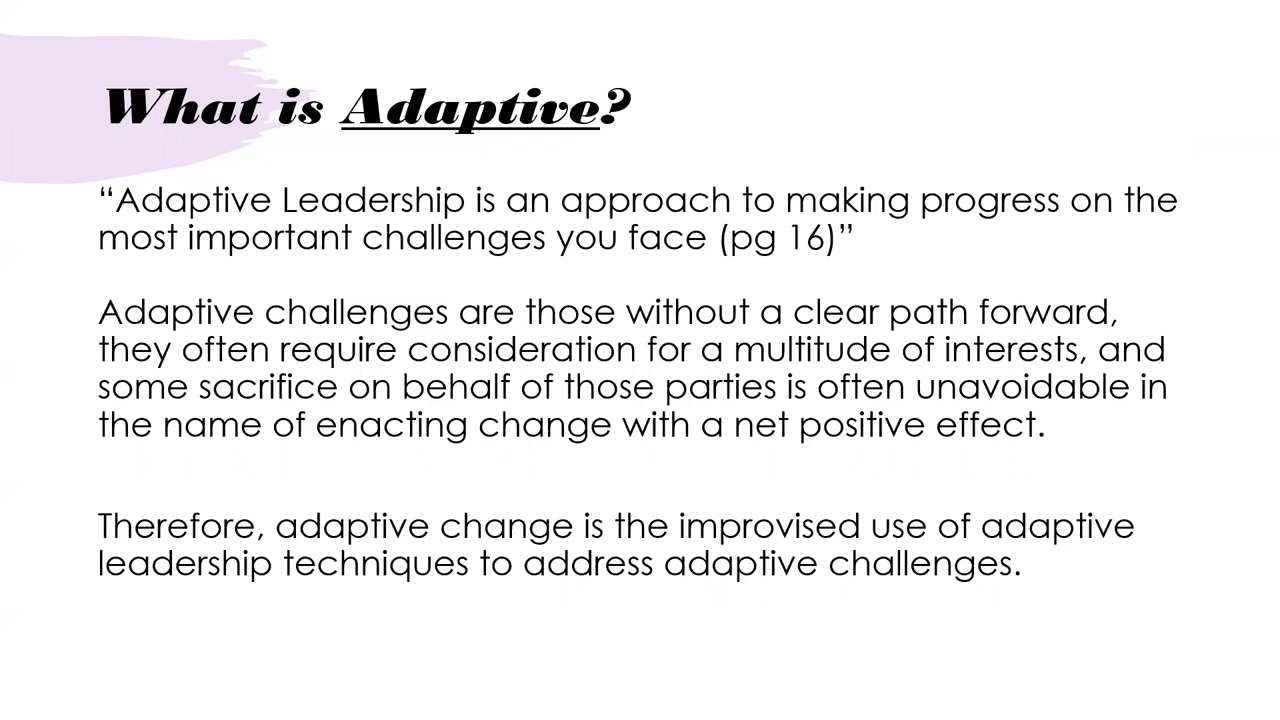 What is Adaptive?
“Adaptive Leadership is an approach to making progress on the
most important challenges you face (pg 16)”
Adaptive challenges are those without a clear path forward,
they often require consideration for a multitude of interests, and
some sacrifice on behalf of those parties is often unavoidable in
the name of enacting change with a net positive effect.
Therefore, adaptive change is the improvised use of adaptive
leadership techniques to address adaptive challenges.